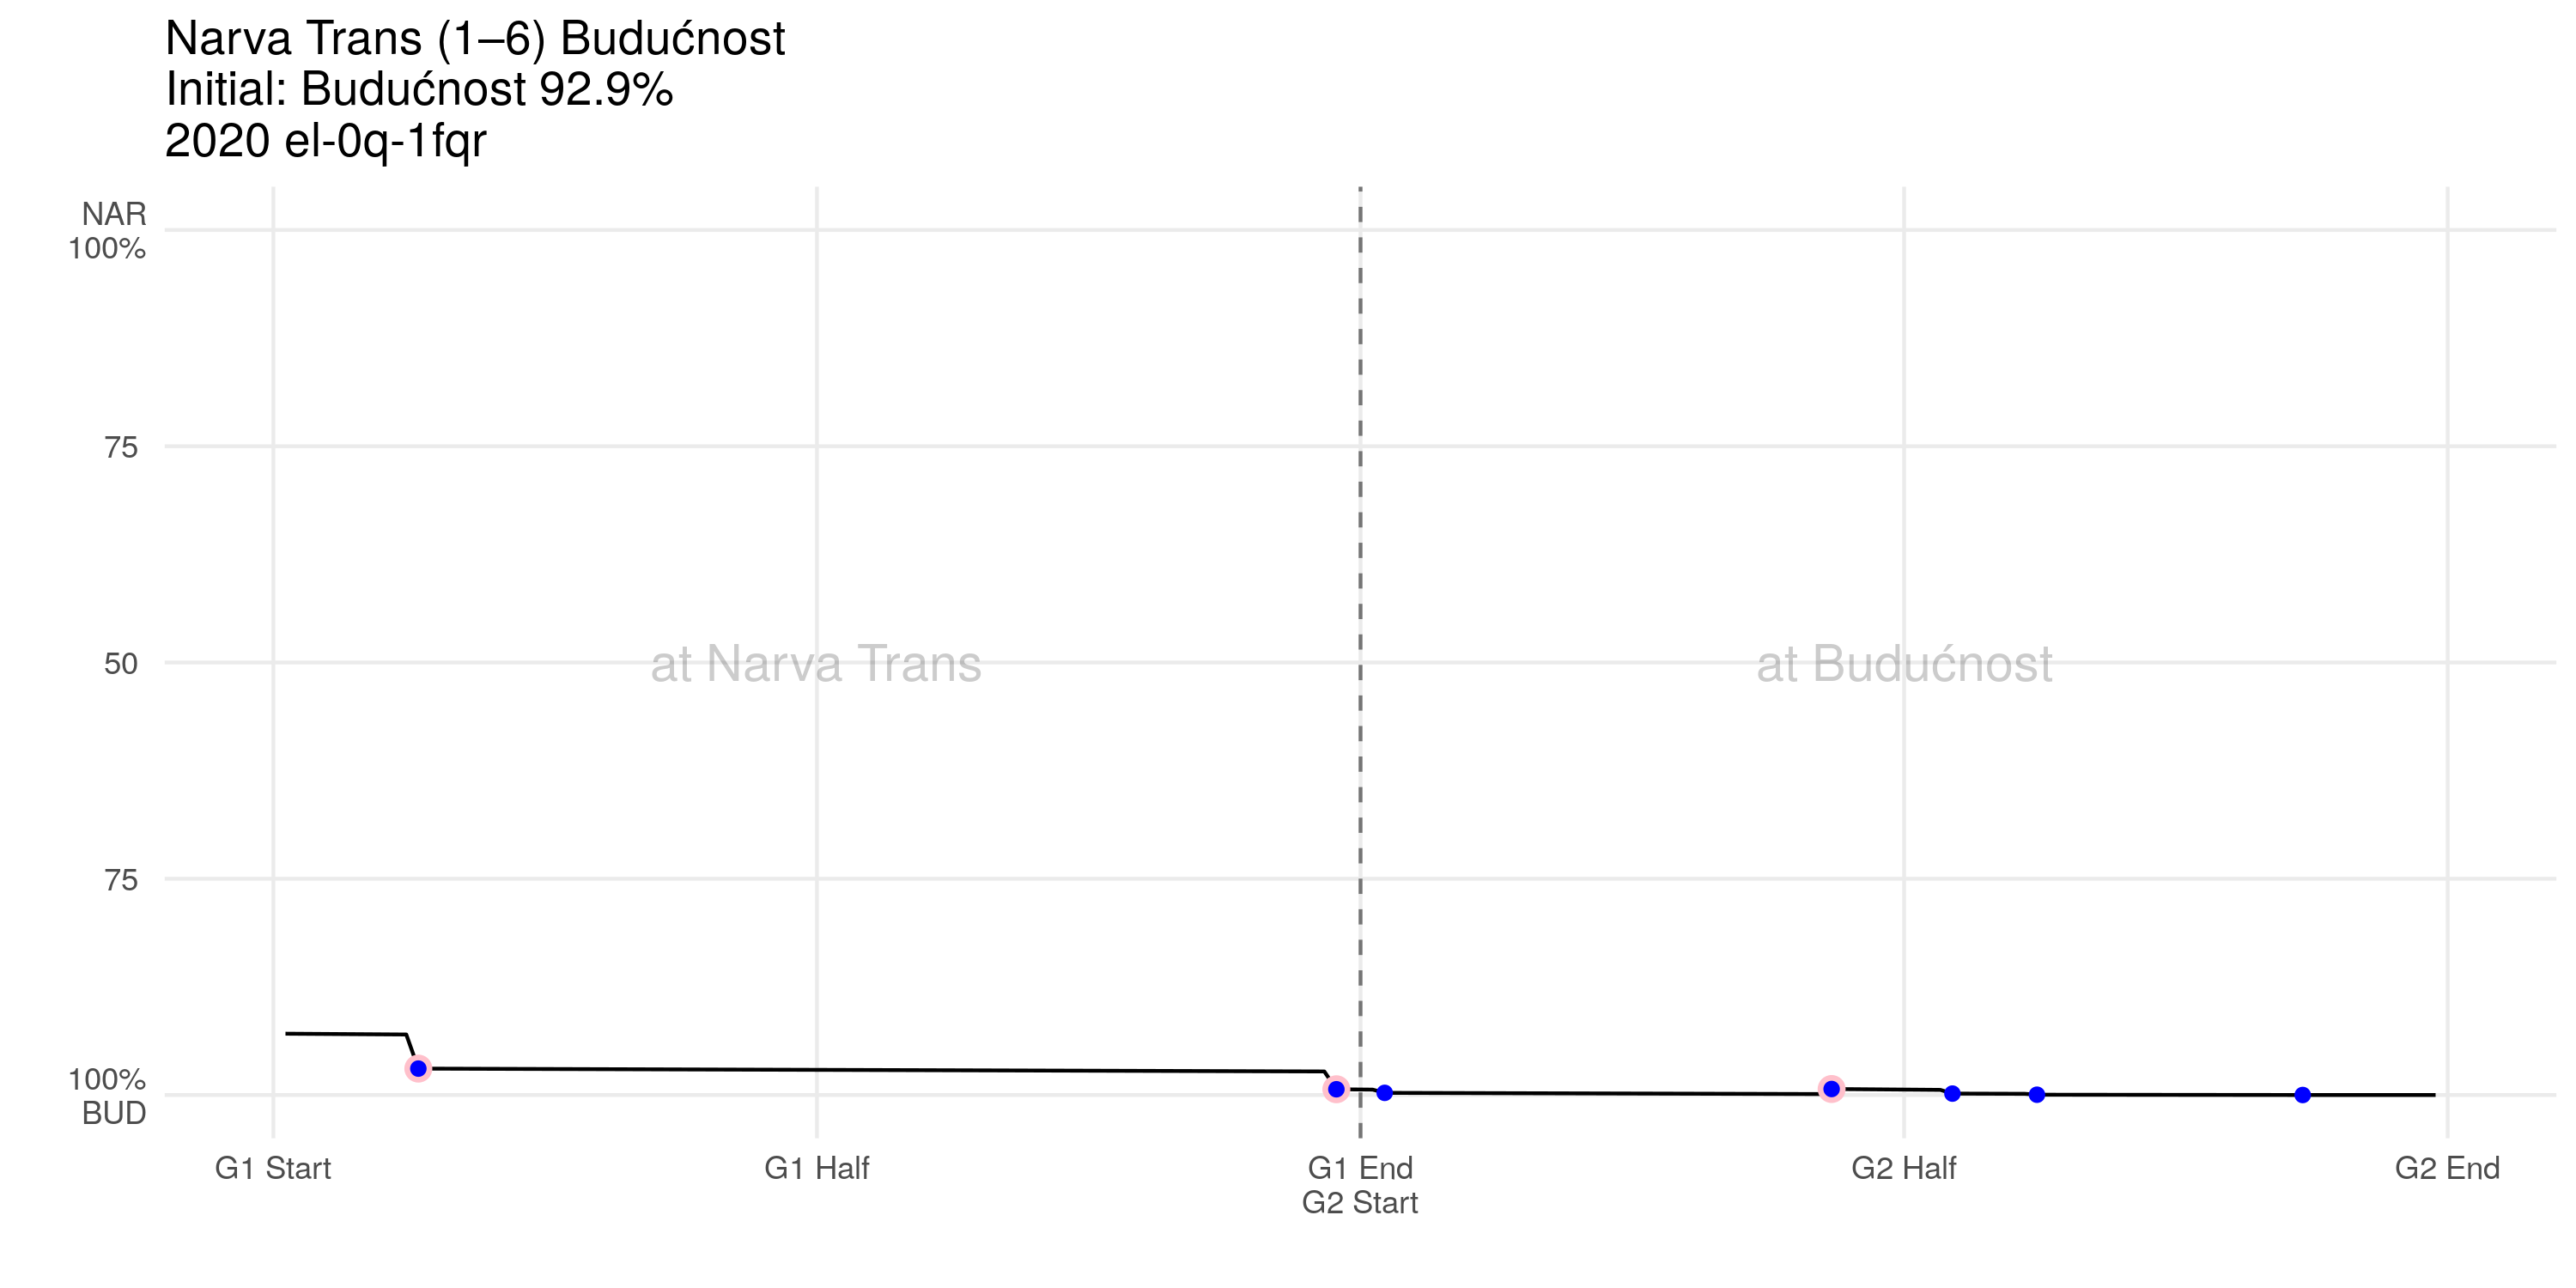 Narva Trans (1–6) Budućnost
Initial: Budućnost 92.9%
2020 el-0q-1fqr
NAR
100%
75
50
75
100%
BUD
at Narva Trans
at Budućnost
G1 Start
G1 Half
G1 End
G2 Start
G2 Half
G2 End